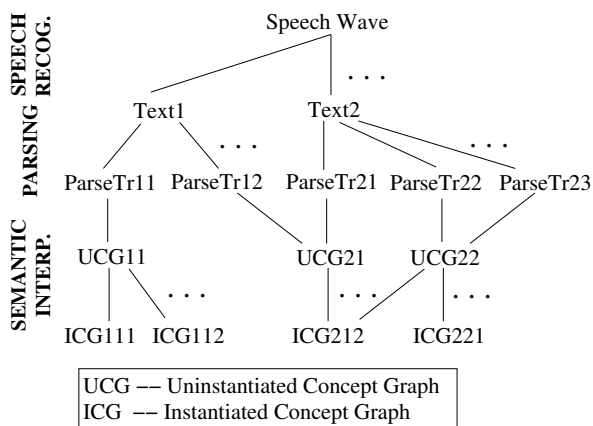 SPEECH
RECOG.
PARSING
SEMANTIC
INTERP.
Speech Wave
. . .
Text1 Text2
. . . . . .
ParseTr11 ParseTr12 ParseTr21 ParseTr22 ParseTr23
UCG11 UCG21 UCG22
. . . . . . . . .
ICG111 ICG112 ICG212 ICG221
UCG −− Uninstantiated Concept Graph
ICG −− Instantiated Concept Graph